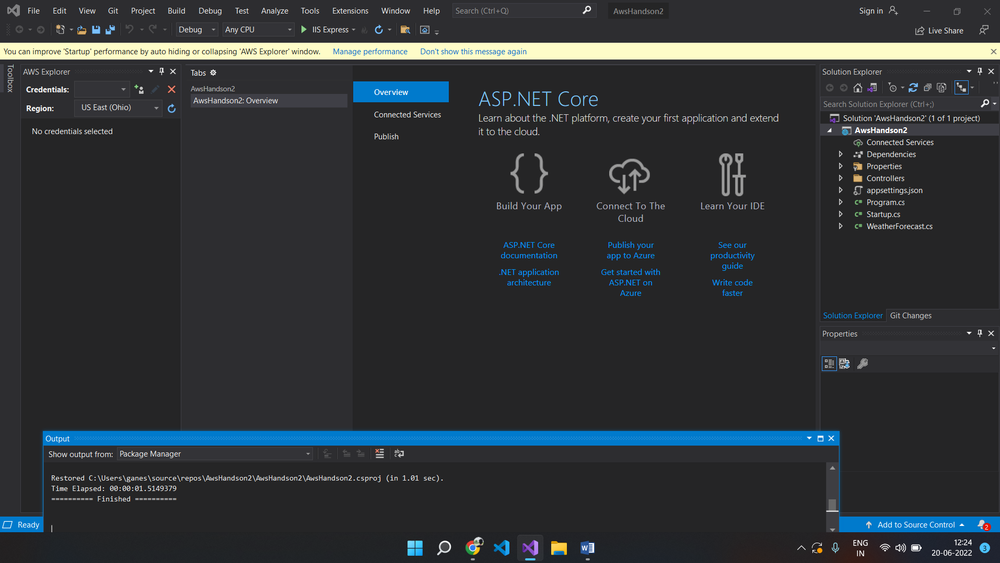 File Edit View Git Project Build Debug Test Analyze Tools Extensions Window Help Search (Ctrl+Q) AwsHandson2 Sign in
Debug Any CPU IIS Express Live Share
You can improve 'Startup' performance by auto hiding or collapsing 'AWS Explorer' window. Manage performance Don't show this message again
Toolbox
AWS Explorer
Credentials:
Region: US East (Ohio)
No credentials selected
Tabs
AwsHandson2
AwsHandson2: Overview
Overview
Connected Services
Publish
ASP.NET Core
Learn about the .NET platform, create your first application and extend
it to the cloud.
Build Your App
ASP.NET Core
documentation
.NET application
architecture
Connect To The
Cloud
Publish your
app to Azure
Get started with
ASP.NET on
Azure
Learn Your IDE
See our
productivity
guide
Write code
faster
Solution Explorer
Search Solution Explorer (Ctrl+;)
Solution 'AwsHandson2' (1 of 1 project)
AwsHandson2
Connected Services
Dependencies
Properties
Controllers
appsettings.json
C# Program.cs
C# Startup.cs
C# WeatherForecast.cs
Solution Explorer Git Changes
Properties
Output
Show output from: Package Manager
Restored C:\Users\ganes\source\repos\AwsHandson2\AwsHandson2\AwsHandson2.csproj (in 1.01 sec).
Time Elapsed: 00:00:01.5149379
========== Finished ==========
Ready Add to Source Control 2
ENG
IN
12:24
20-06-2022
3